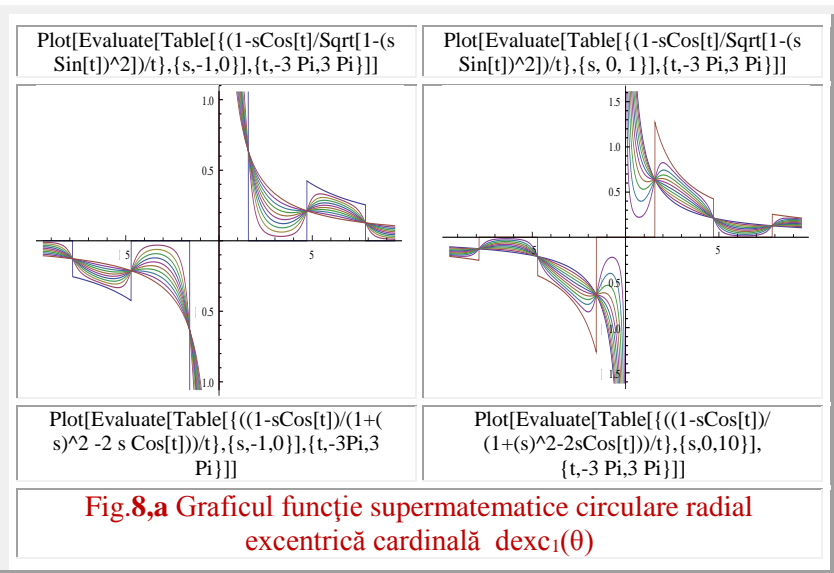 Plot[Evaluate[Table[{(1-sCos[t]/Sqrt[1-(s
Sin[t])^2])/t},{s,-1,0}],{t,-3 Pi,3 Pi}]]
Plot[Evaluate[Table[{(1-sCos[t]/Sqrt[1-(s
Sin[t])^2])/t},{s, 0, 1}],{t,-3 Pi,3 Pi}]]
1.0
0.5
5
5
0.5
1.0
1.5
1.0
0.5
5
5
0.5
1.0
1.5
Plot[Evaluate[Table[{((1-sCos[t])/(1+(
s)^2 -2 s Cos[t]))/t},{s,-1,0}],{t,-3Pi,3
Pi}]]
Plot[Evaluate[Table[{((1-sCos[t])/
(1+(s)^2-2sCos[t]))/t},{s,0,10}],
{t,-3 Pi,3 Pi}]]
Fig.8,a Graficul funcţie supermatematice circulare radial
excentrică cardinală dexc₁(θ)